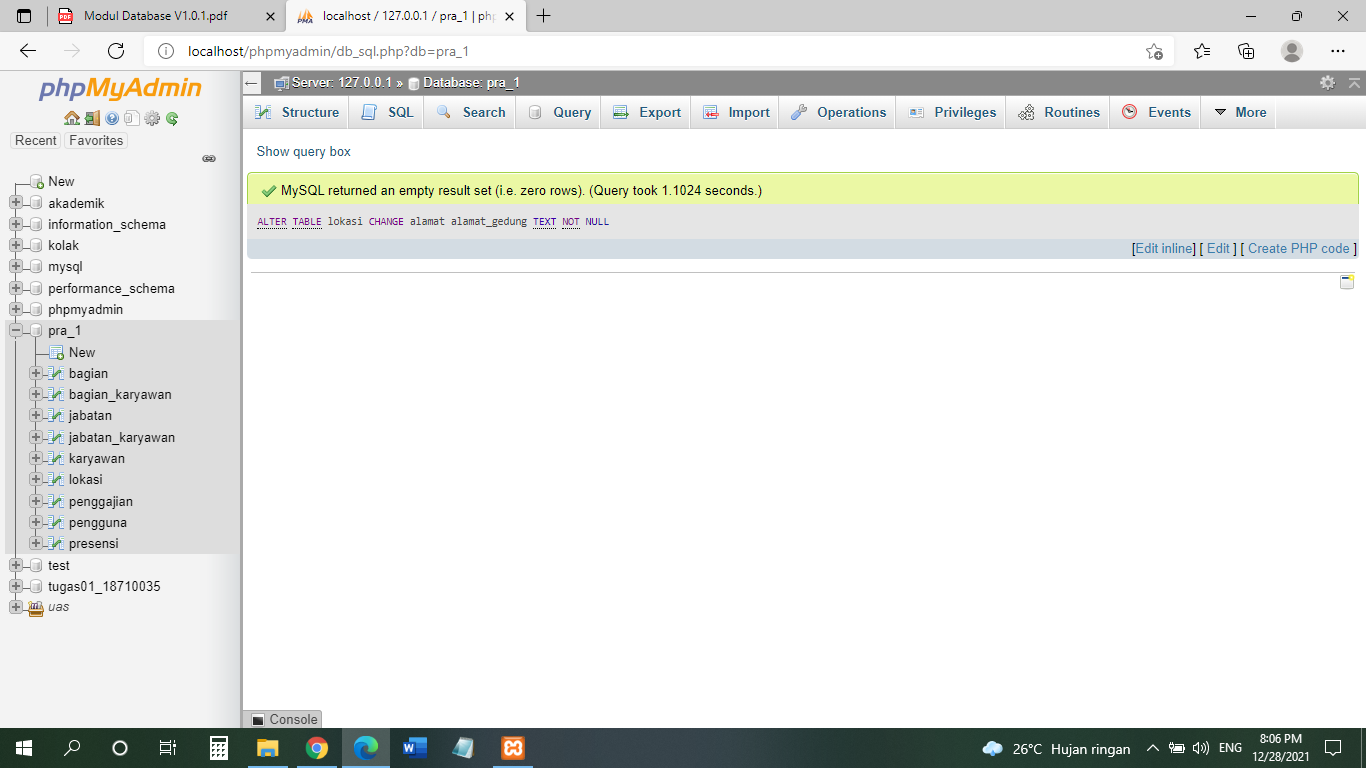 Modul Database V1.0.1.pdf
localhost / 127.0.0.1 / pra_1 | php
localhost/phpmyadmin/db_sql.php?db=pra_1
phpMyAdmin
Recent Favorites
New
akademik
information_schema
kolak
mysql
performance_schema
phpmyadmin
pra_1
New
bagian
bagian_karyawan
jabatan
jabatan_karyawan
karyawan
lokasi
penggajian
pengguna
presensi
test
tugas01_18710035
uas
Server: 127.0.0.1 » Database: pra_1
Structure SQL Search Query Export Import Operations Privileges Routines Events More
Show query box
MySQL returned an empty result set (i.e. zero rows). (Query took 1.1024 seconds.)
ALTER TABLE lokasi CHANGE alamat alamat_gedung TEXT NOT NULL
[Edit inline] [ Edit ] [ Create PHP code ]
Console
26°C Hujan ringan ENG 8:06 PM
12/28/2021